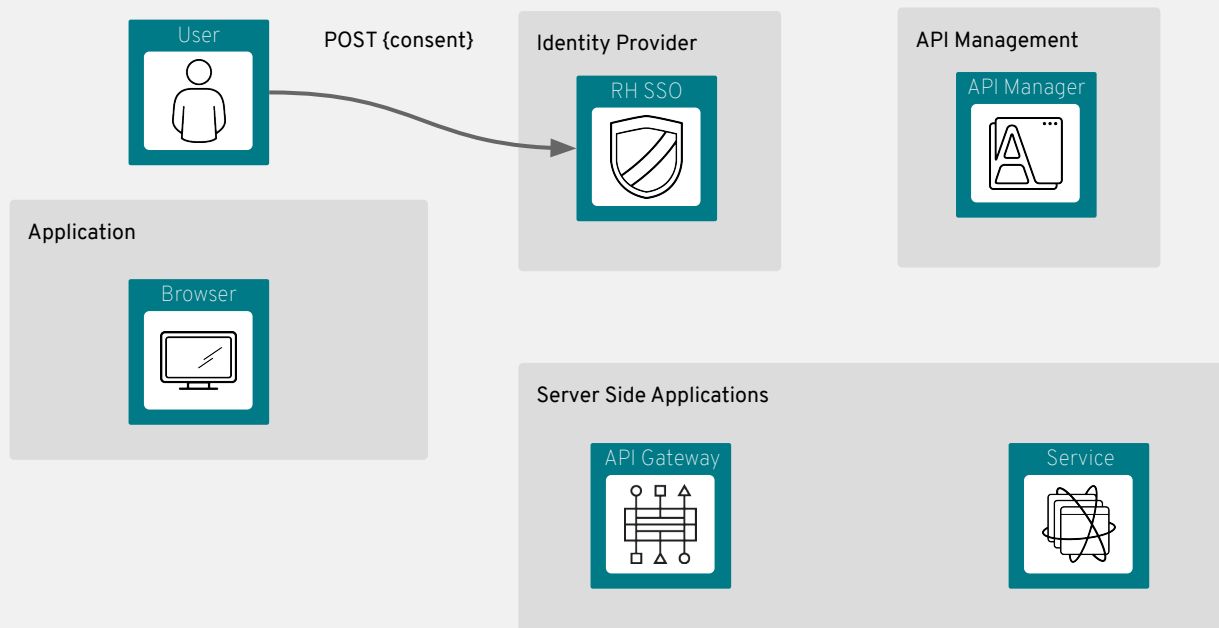 User
POST {consent}
Identity Provider
RH SSO
API Management
API Manager
Application
Browser
Server Side Applications
API Gateway
Service